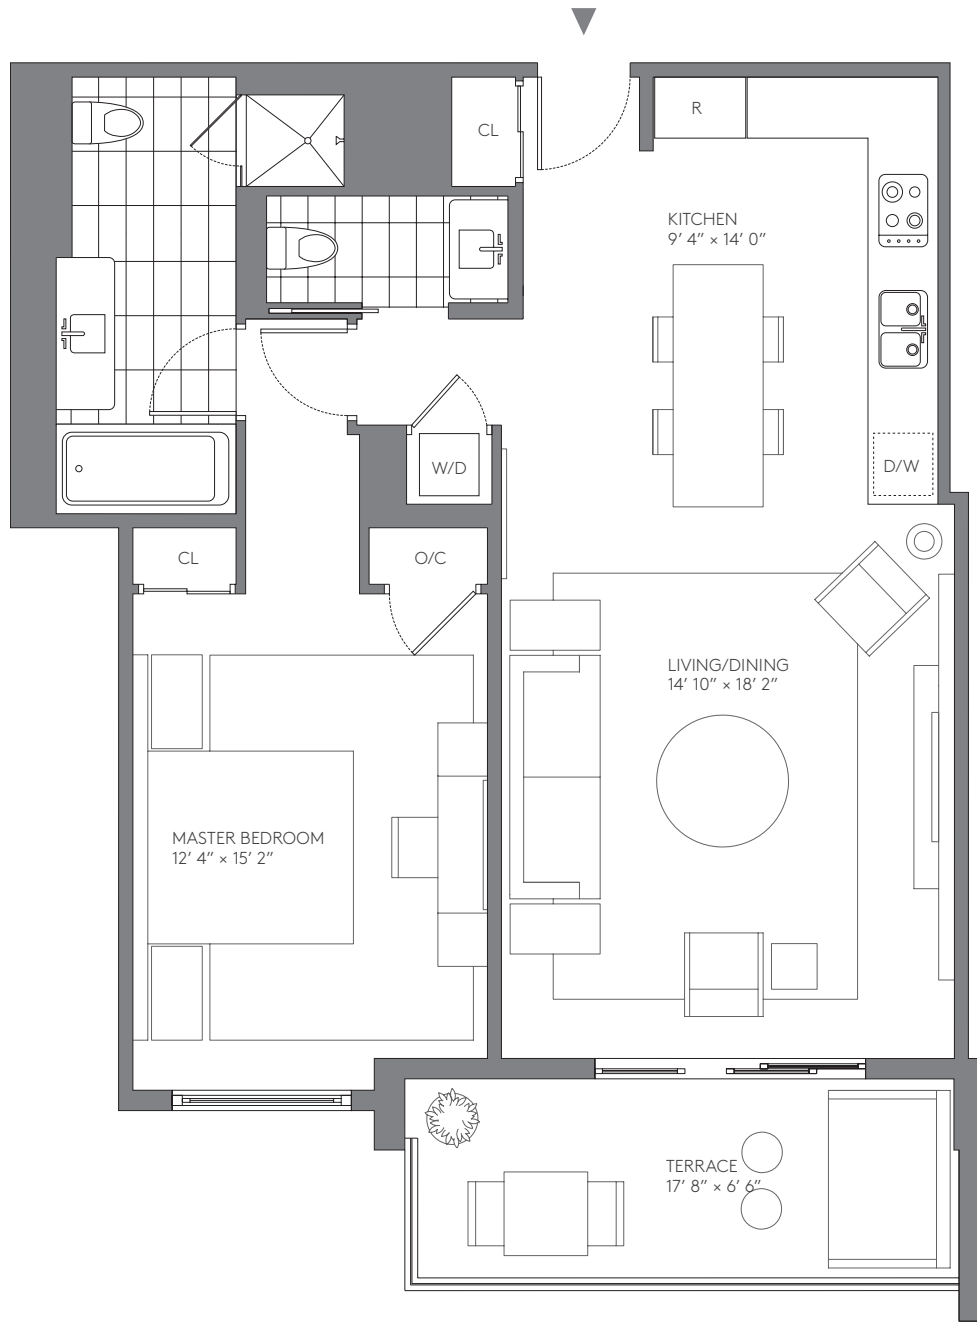 R
CL
KITCHEN
9’ 4” × 14’ 0”
D/W
W/D
CL
O/C
LIVING/DINING
14’ 10” × 18’ 2”
MASTER BEDROOM
12’ 4” × 15’ 2”
TERRACE
17’ 8” × 6’ 6”